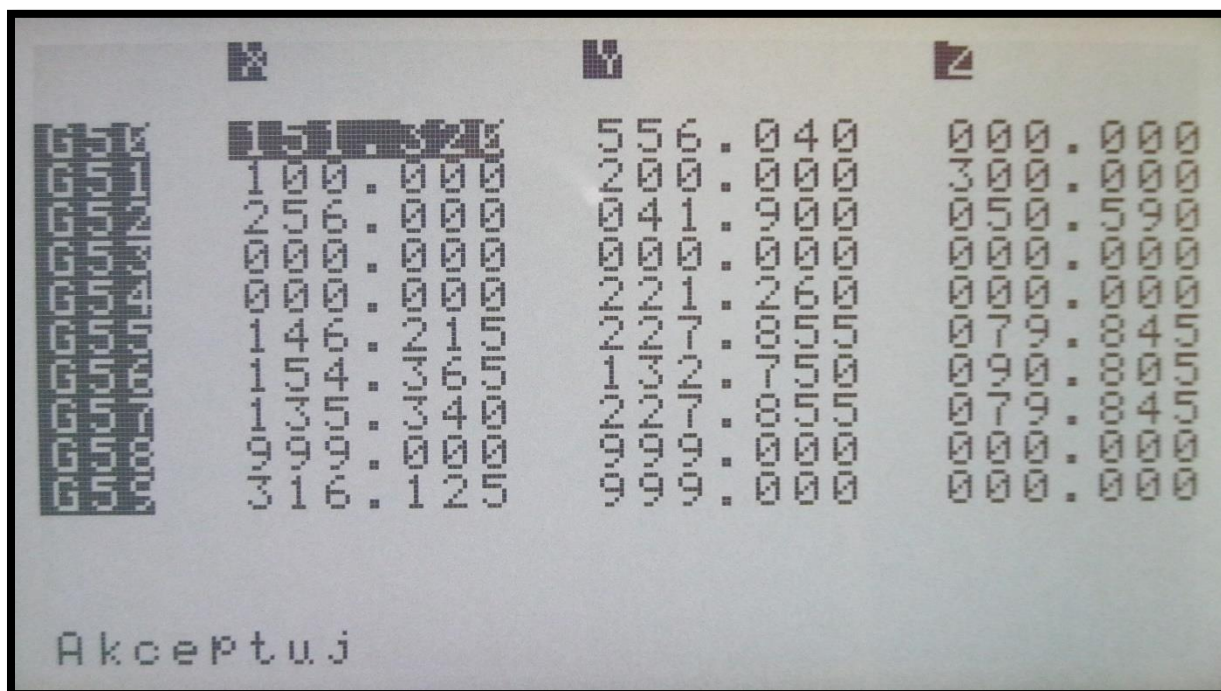 X Y Z
G50 151.320 556.040 000.000
G51 100.000 200.000 300.000
G52 256.000 041.900 050.590
G53 000.000 000.000 000.000
G54 000.000 221.260 000.000
G55 146.215 227.855 079.845
G56 154.365 132.750 090.805
G57 135.340 227.855 079.845
G58 999.000 999.000 000.000
G59 316.125 999.000 000.000
Akceptuj